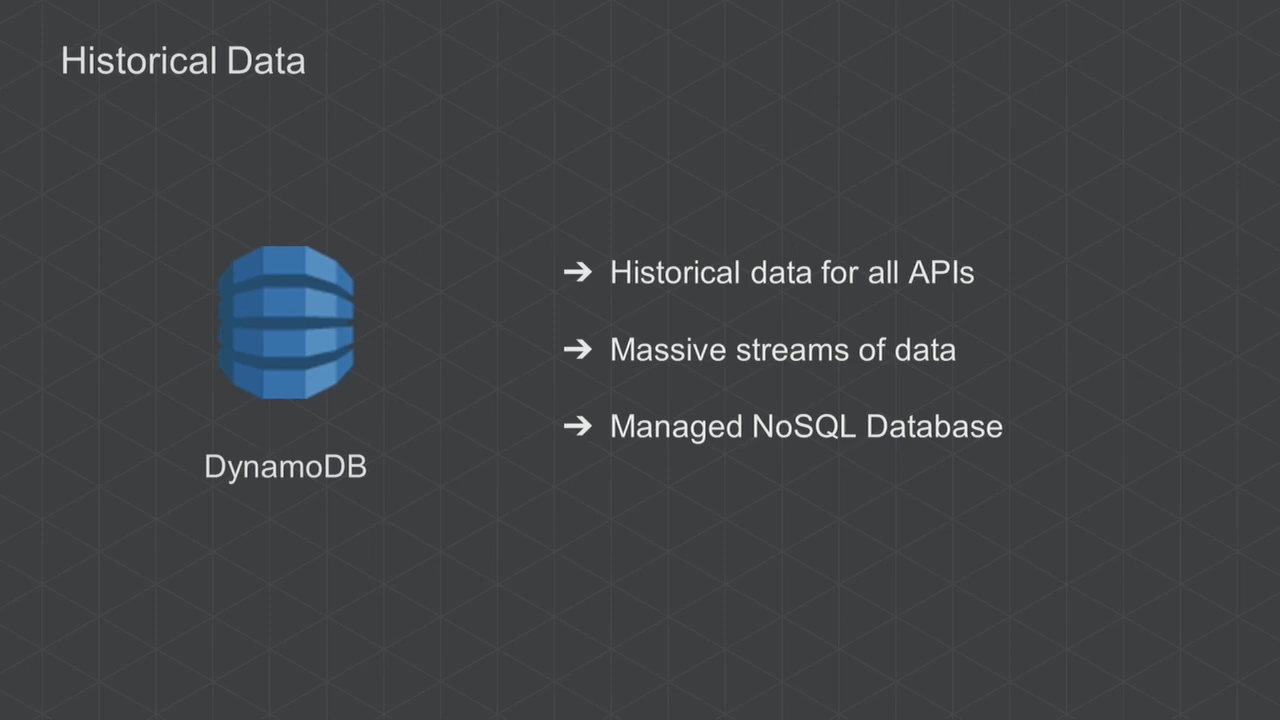 Historical Data
➔ Historical data for all APIs
➔ Massive streams of data
➔ Managed NoSQL Database
DynamoDB